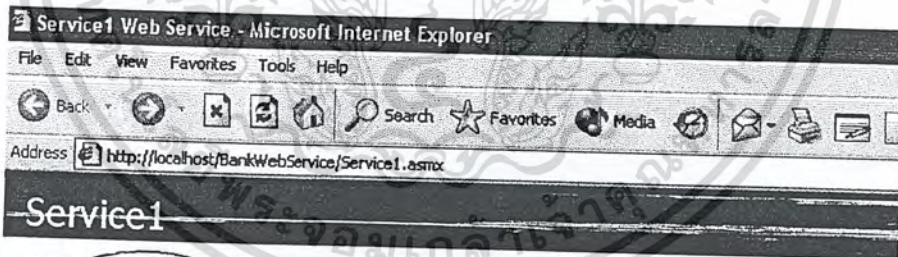 Service1 Web Service - Microsoft Internet Explorer
File Edit View Favorites Tools Help
Back Search Favorites Media
Address http://localhost/BankWebService/Service1.asmx
Service1